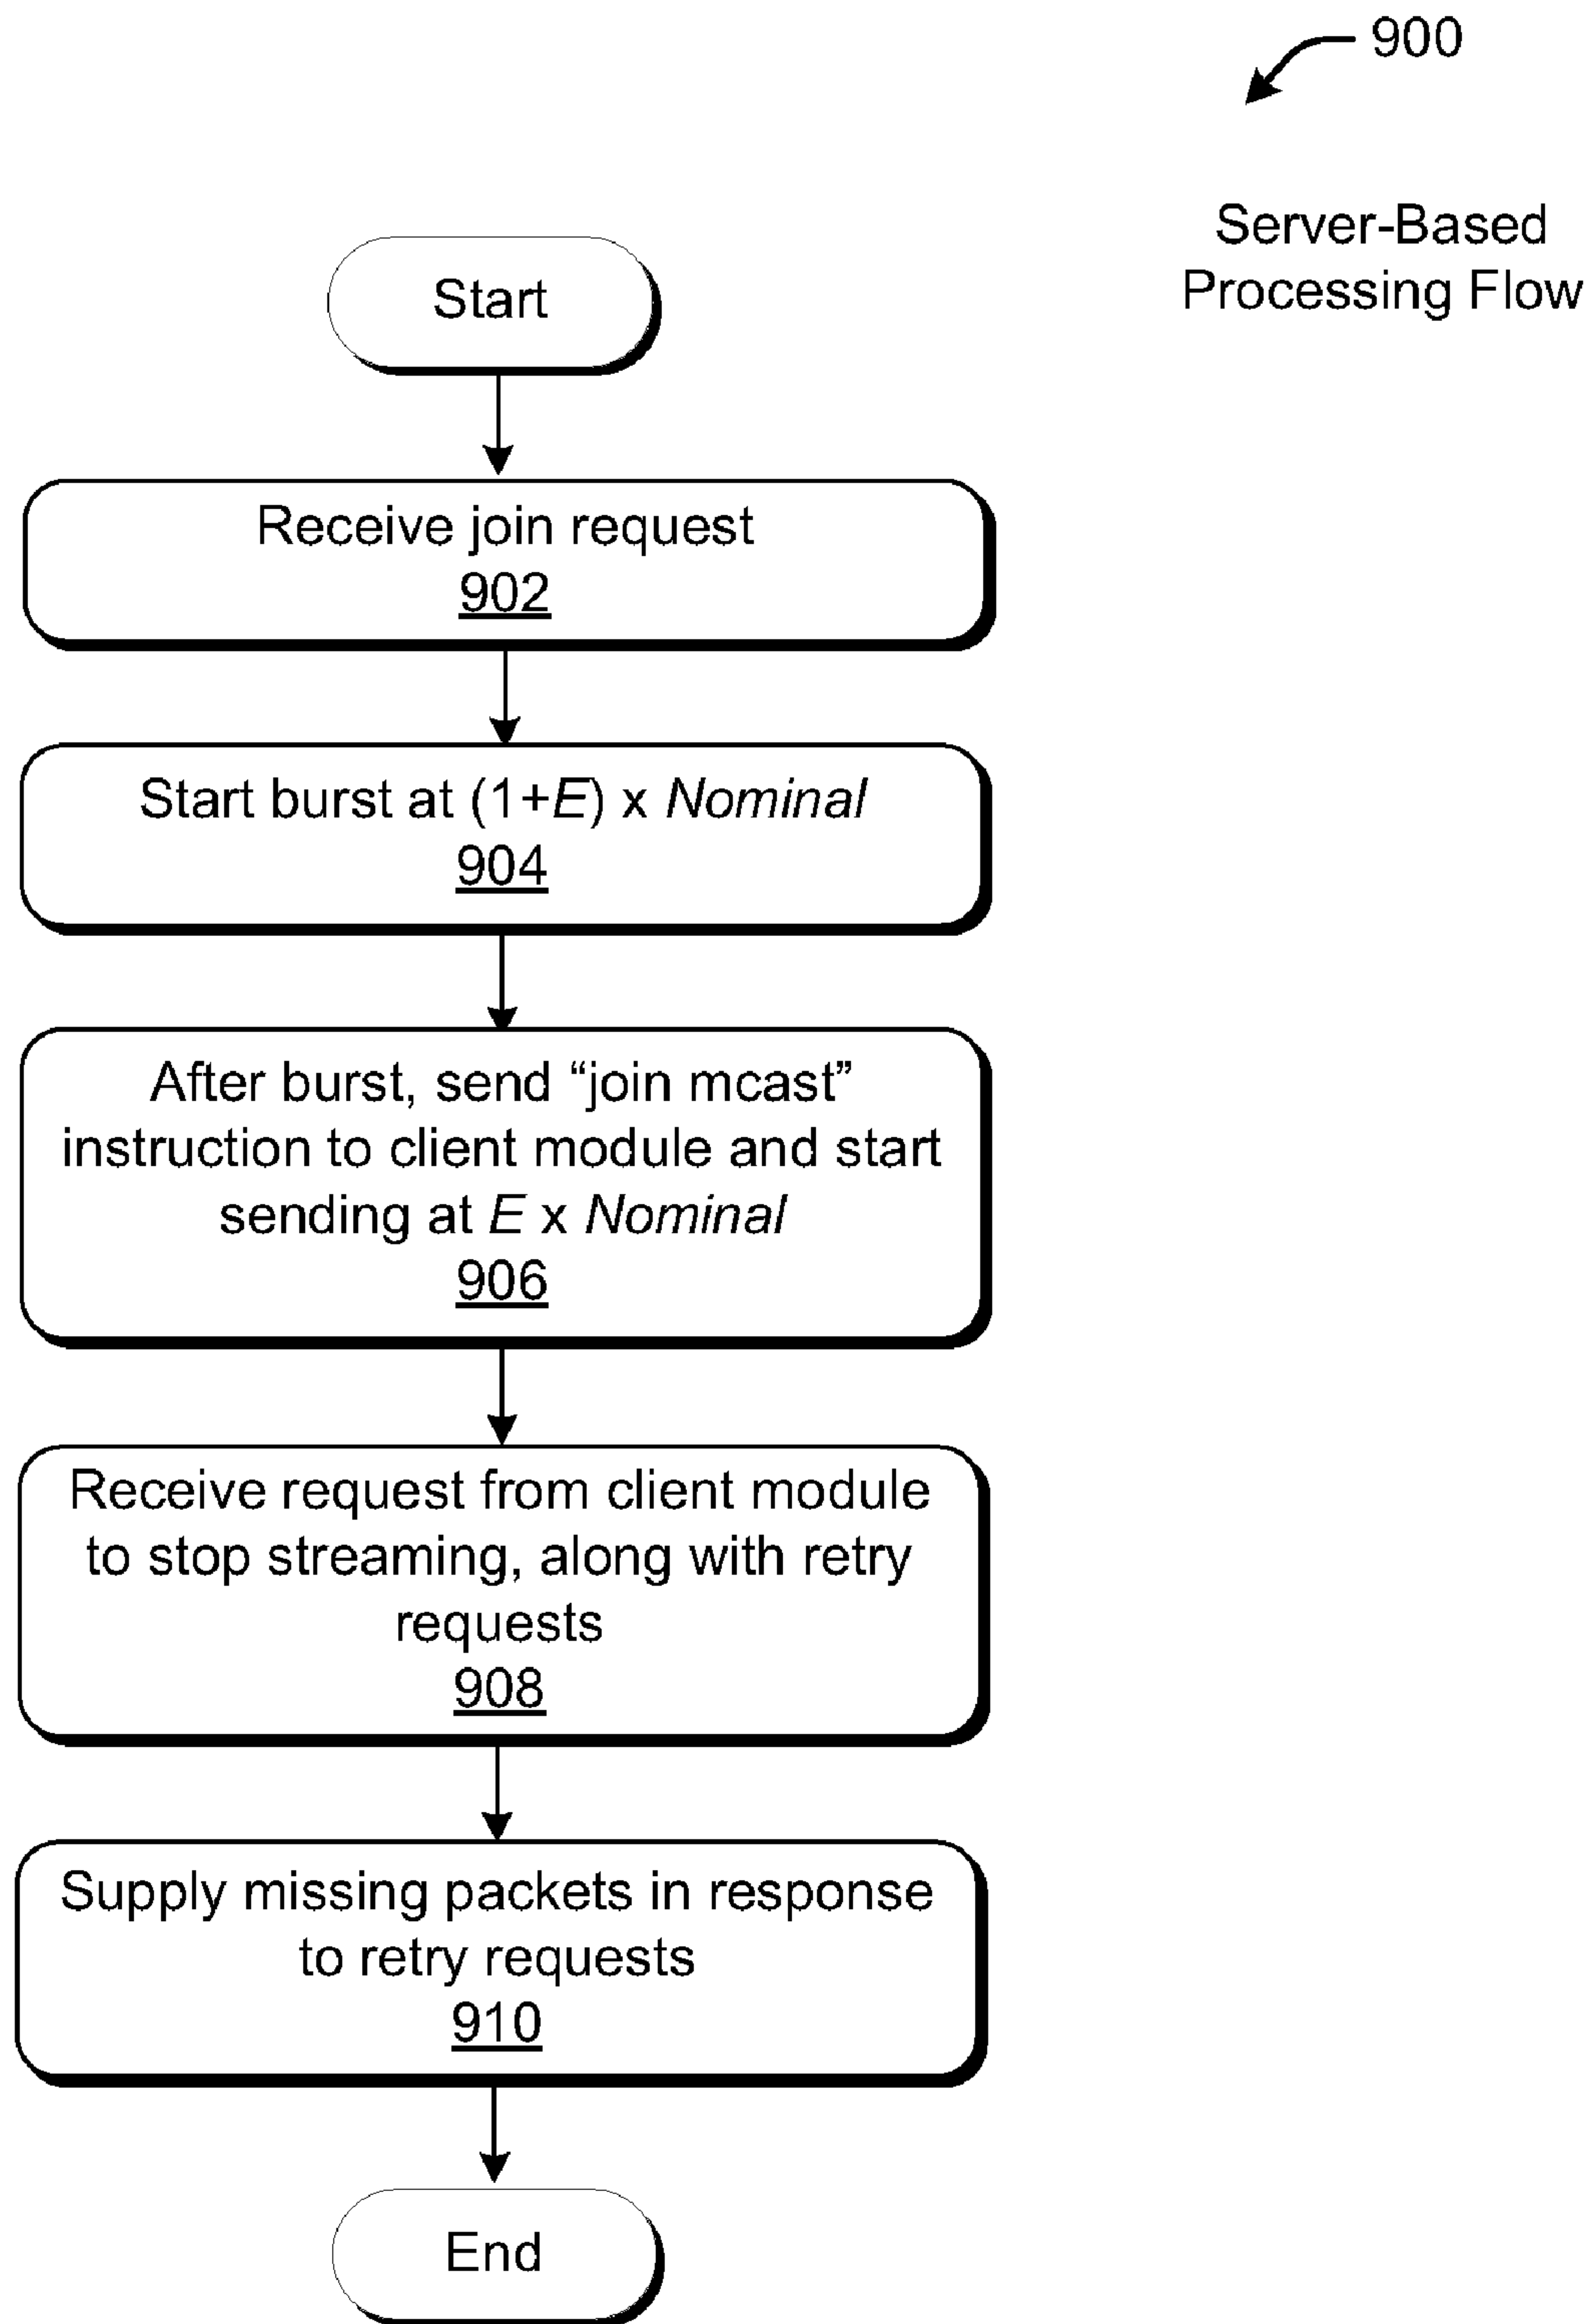 900
Server-Based
Processing Flow
Start
Receive join request
902
Start burst at (1+E) x Nominal
904
After burst, send “join mcast”
instruction to client module and start
sending at E x Nominal
906
Receive request from client module
to stop streaming, along with retry
requests
908
Supply missing packets in response
to retry requests
910
End